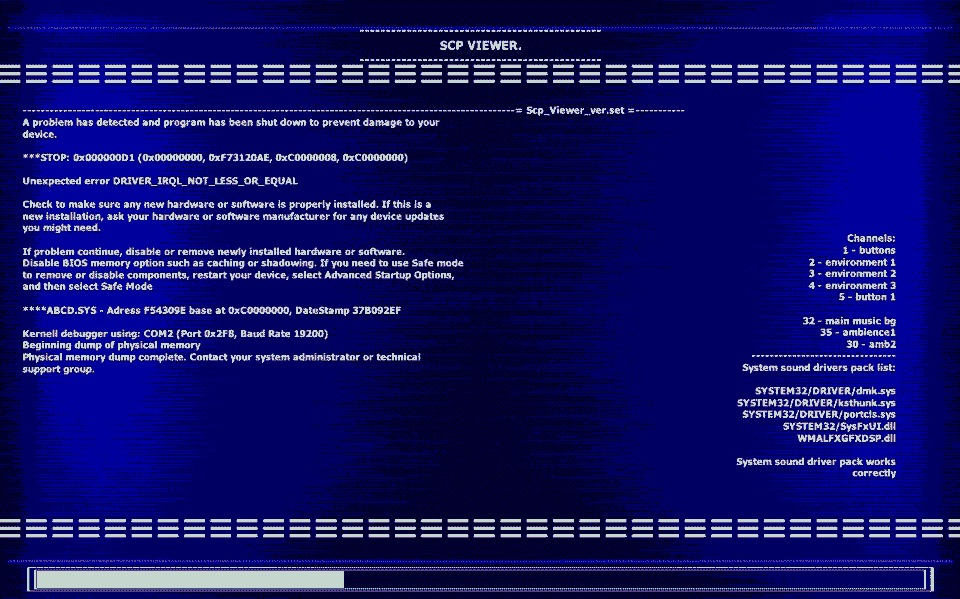 SCP VIEWER.
= Scp_Viewer_ver.set =
A problem has detected and program has been shut down to prevent damage to your
device.
***STOP: 0x000000D1 (0x00000000, 0xF73120AE, 0xC0000008, 0xC0000000)
Unexpected error DRIVER_IRQL_NOT_LESS_OR_EQUAL
Check to make sure any new hardware or software is properly installed. If this is a
new installation, ask your hardware or software manufacturer for any device updates
you might need.
If problem continue, disable or remove newly installed hardware or software.
Disable BIOS memory option such as caching or shadowing. If you need to use Safe mode
to remove or disable components, restart your device, select Advanced Startup Options,
and then select Safe Mode
****ABCD.SYS - Adress F54309E base at 0xC0000000, DateStamp 37B092EF
Kernell debugger using: COM2 (Port 0x2F8, Baud Rate 19200)
Beginning dump of physical memory
Physical memory dump complete. Contact your system administrator or technical
support group.
Channels:
1 - buttons
2 - environment 1
3 - environment 2
4 - environment 3
5 - button 1
32 - main music bg
35 - ambience1
30 - amb2
System sound drivers pack list:
SYSTEM32/DRIVER/dmk.sys
SYSTEM32/DRIVER/ksthunk.sys
SYSTEM32/DRIVER/portcls.sys
SYSTEM32/SysFxUI.dll
WMALFXGFXDSP.dll
System sound driver pack works
correctly